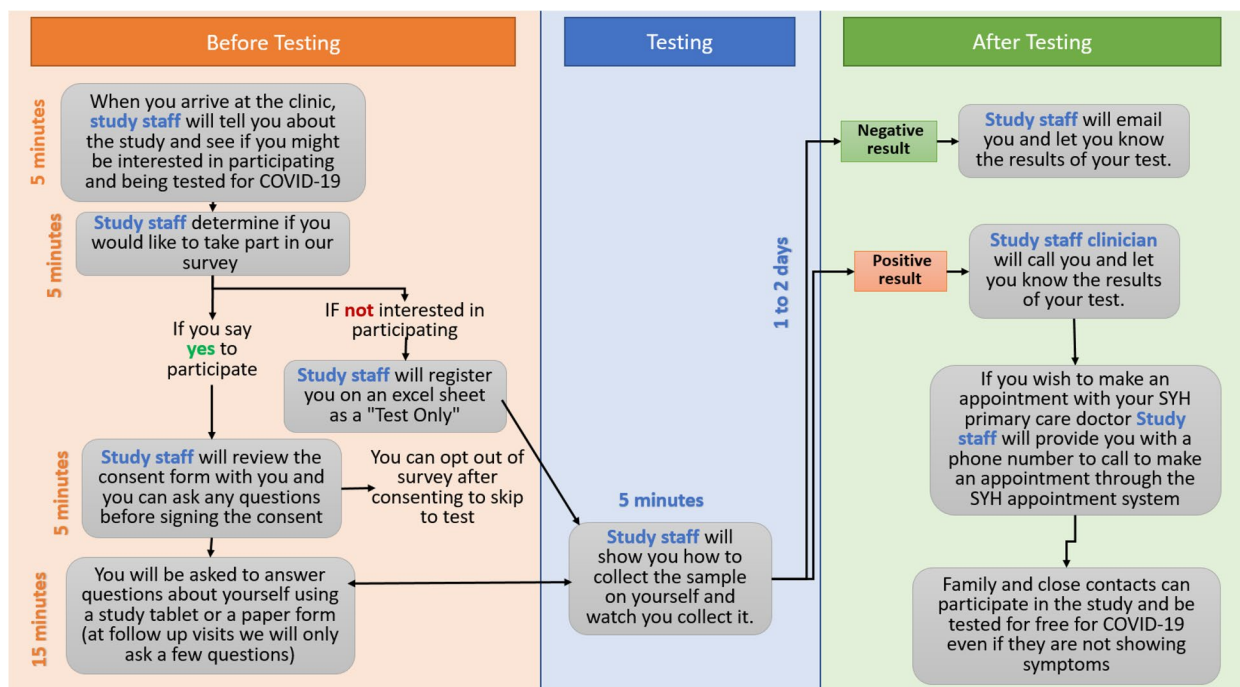 Before Testing
5 minutes
When you arrive at the clinic,
study staff will tell you about
the study and see if you might
be interested in participating
and being tested for COVID-19
5 minutes
Study staff determine if you
would like to take part in our
survey
If you say
yes to
participate
IF not interested in
participating
Study staff will register
you on an excel sheet
as a "Test Only"
5 minutes
Study staff will review the
consent form with you and
you can ask any questions
before signing the consent
You can opt out of
survey after
consenting to skip
to test
15 minutes
You will be asked to answer
questions about yourself using
a study tablet or a paper form
(at follow up visits we will only
ask a few questions)
Testing
5 minutes
Study staff will
show you how to
collect the sample
on yourself and
watch you collect it.
1 to 2 days
After Testing
Negative
result
Study staff will email
you and let you know
the results of your test.
Positive
result
Study staff clinician
will call you and let
you know the results
of your test.
If you wish to make an
appointment with your SYH
primary care doctor Study
staff will provide you with a
phone number to call to make
an appointment through the
SYH appointment system
Family and close contacts can
participate in the study and be
tested for free for COVID-19
even if they are not showing
symptoms